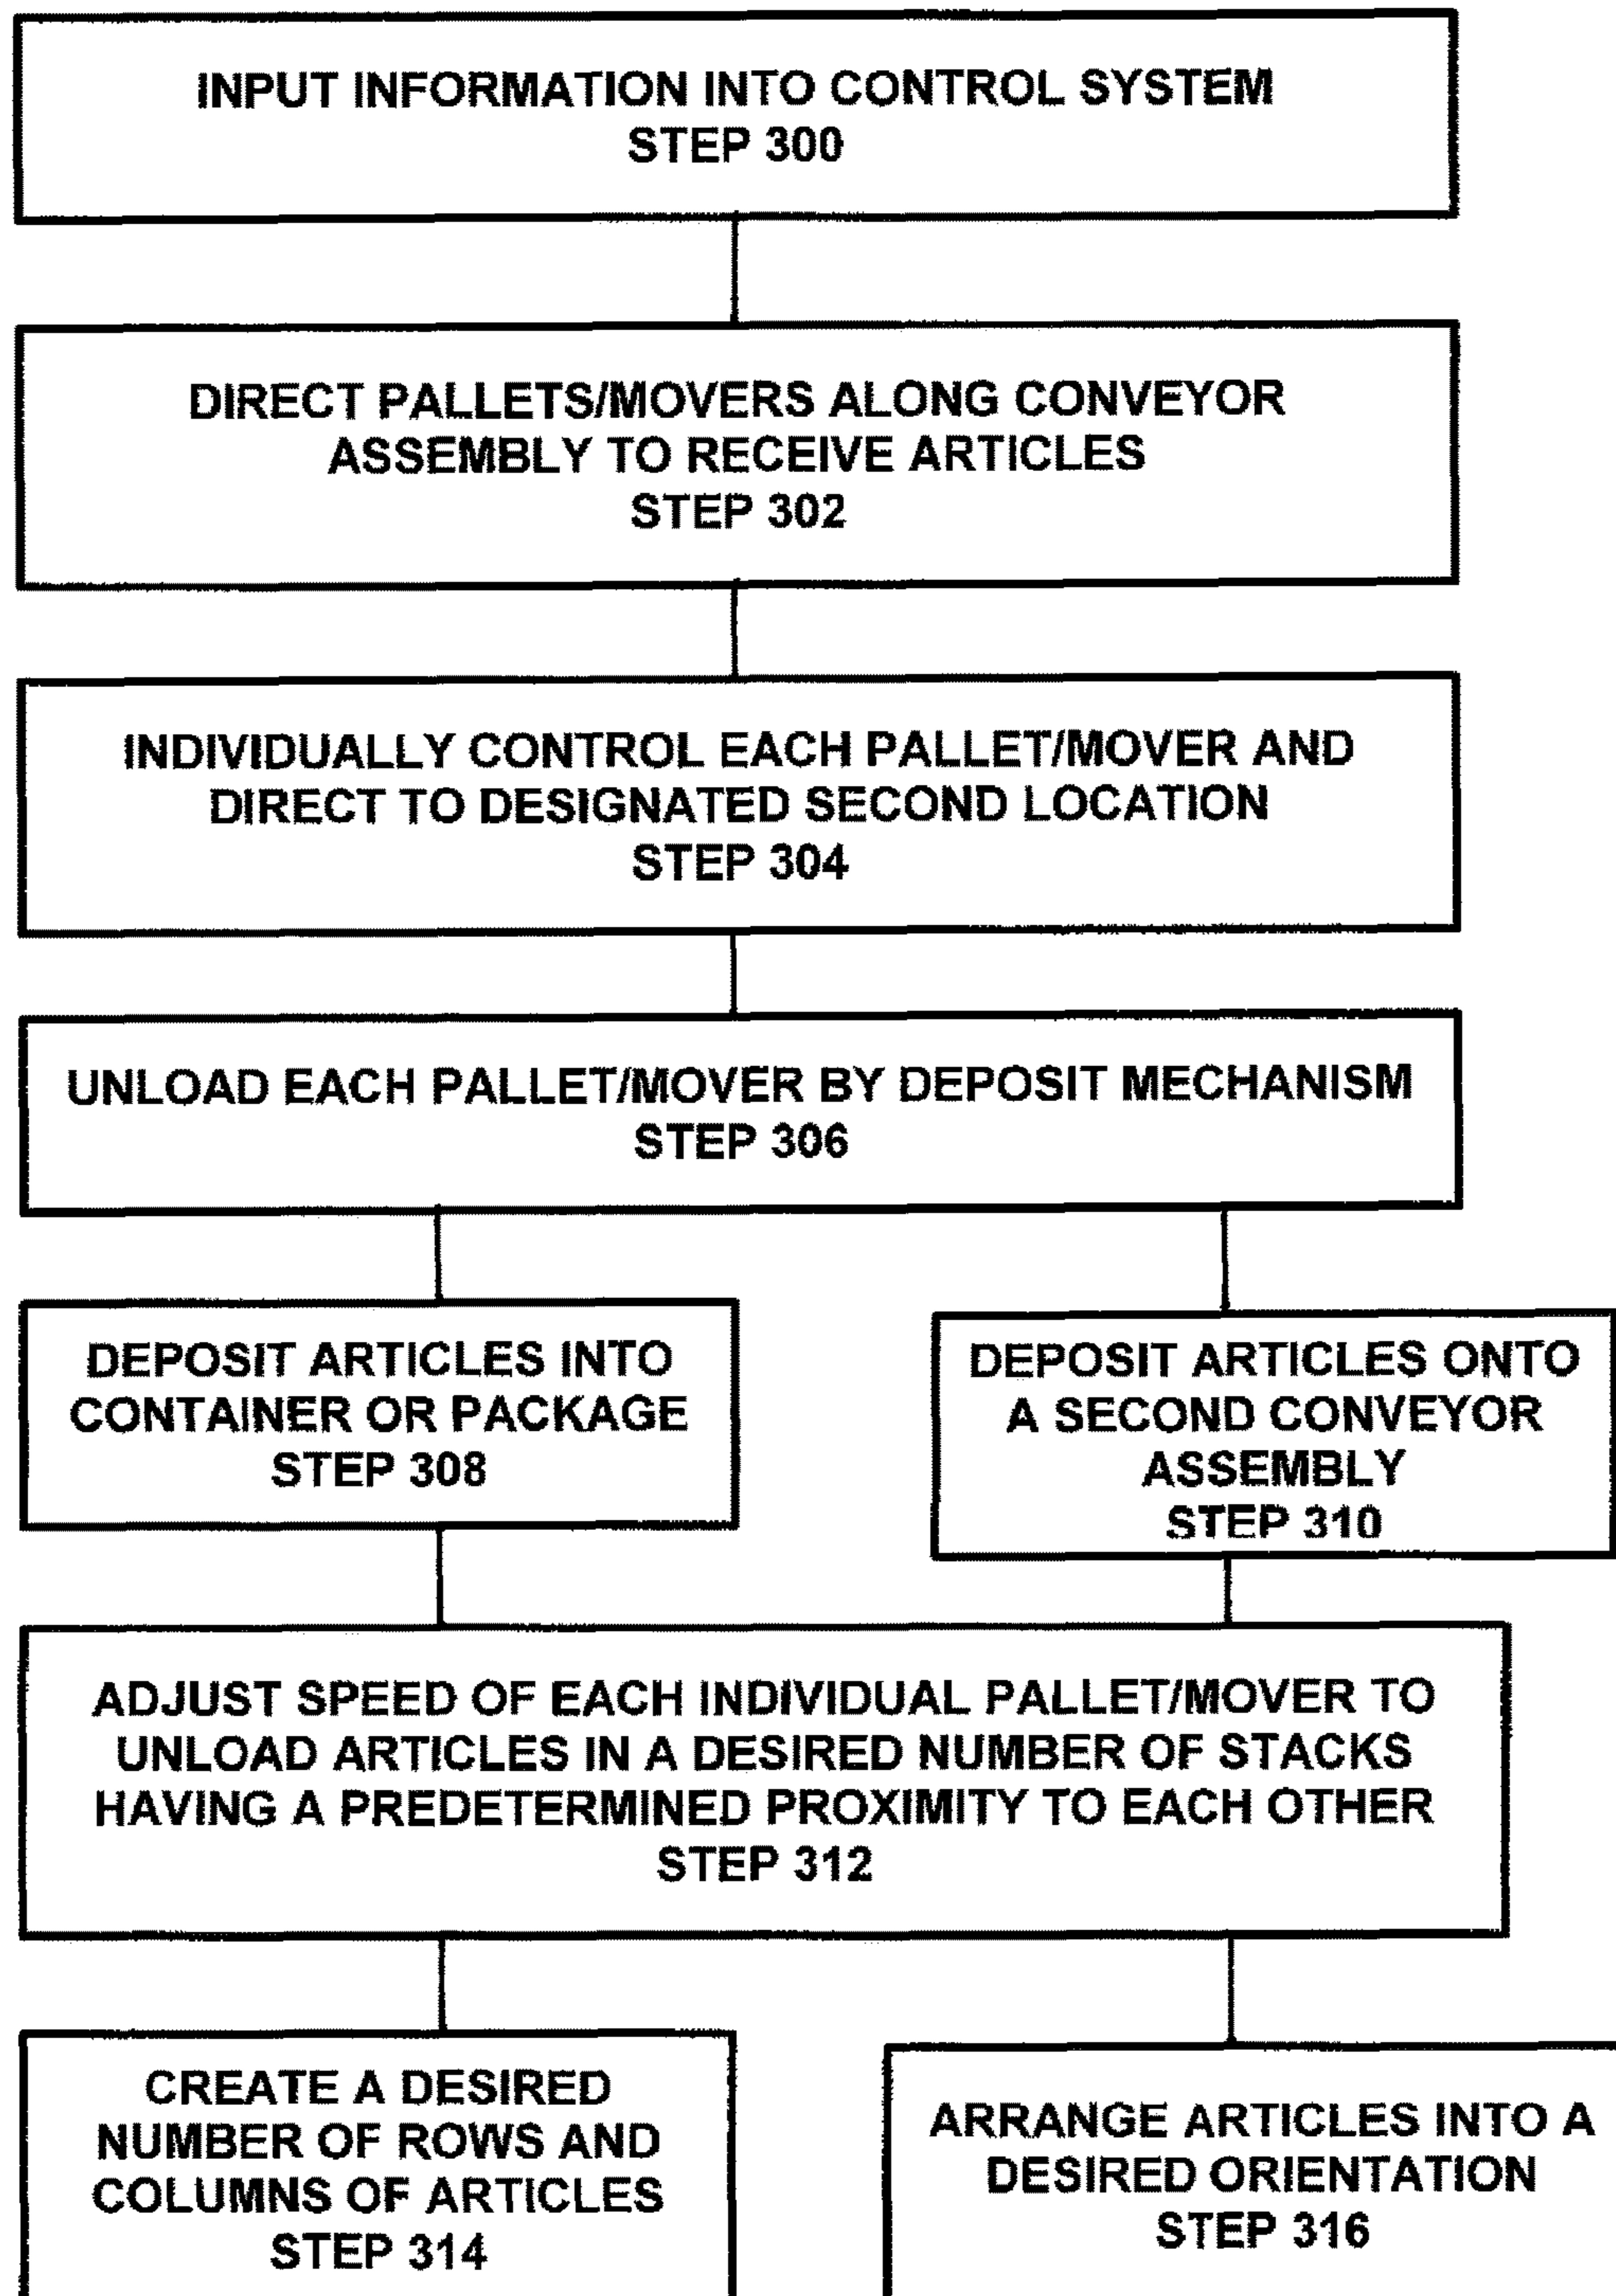 INPUT INFORMATION INTO CONTROL SYSTEM
STEP 300
DIRECT PALLETS/MOVERS ALONG CONVEYOR
ASSEMBLY TO RECEIVE ARTICLES
STEP 302
INDIVIDUALLY CONTROL EACH PALLET/MOVER AND
DIRECT TO DESIGNATED SECOND LOCATION
STEP 304
UNLOAD EACH PALLET/MOVER BY DEPOSIT MECHANISM
STEP 306
DEPOSIT ARTICLES INTO
CONTAINER OR PACKAGE
STEP 308
DEPOSIT ARTICLES ONTO
A SECOND CONVEYOR
ASSEMBLY
STEP 310
ADJUST SPEED OF EACH INDIVIDUAL PALLET/MOVER TO
UNLOAD ARTICLES IN A DESIRED NUMBER OF STACKS
HAVING A PREDETERMINED PROXIMITY TO EACH OTHER
STEP 312
CREATE A DESIRED
NUMBER OF ROWS AND
COLUMNS OF ARTICLES
STEP 314
ARRANGE ARTICLES INTO A
DESIRED ORIENTATION
STEP 316